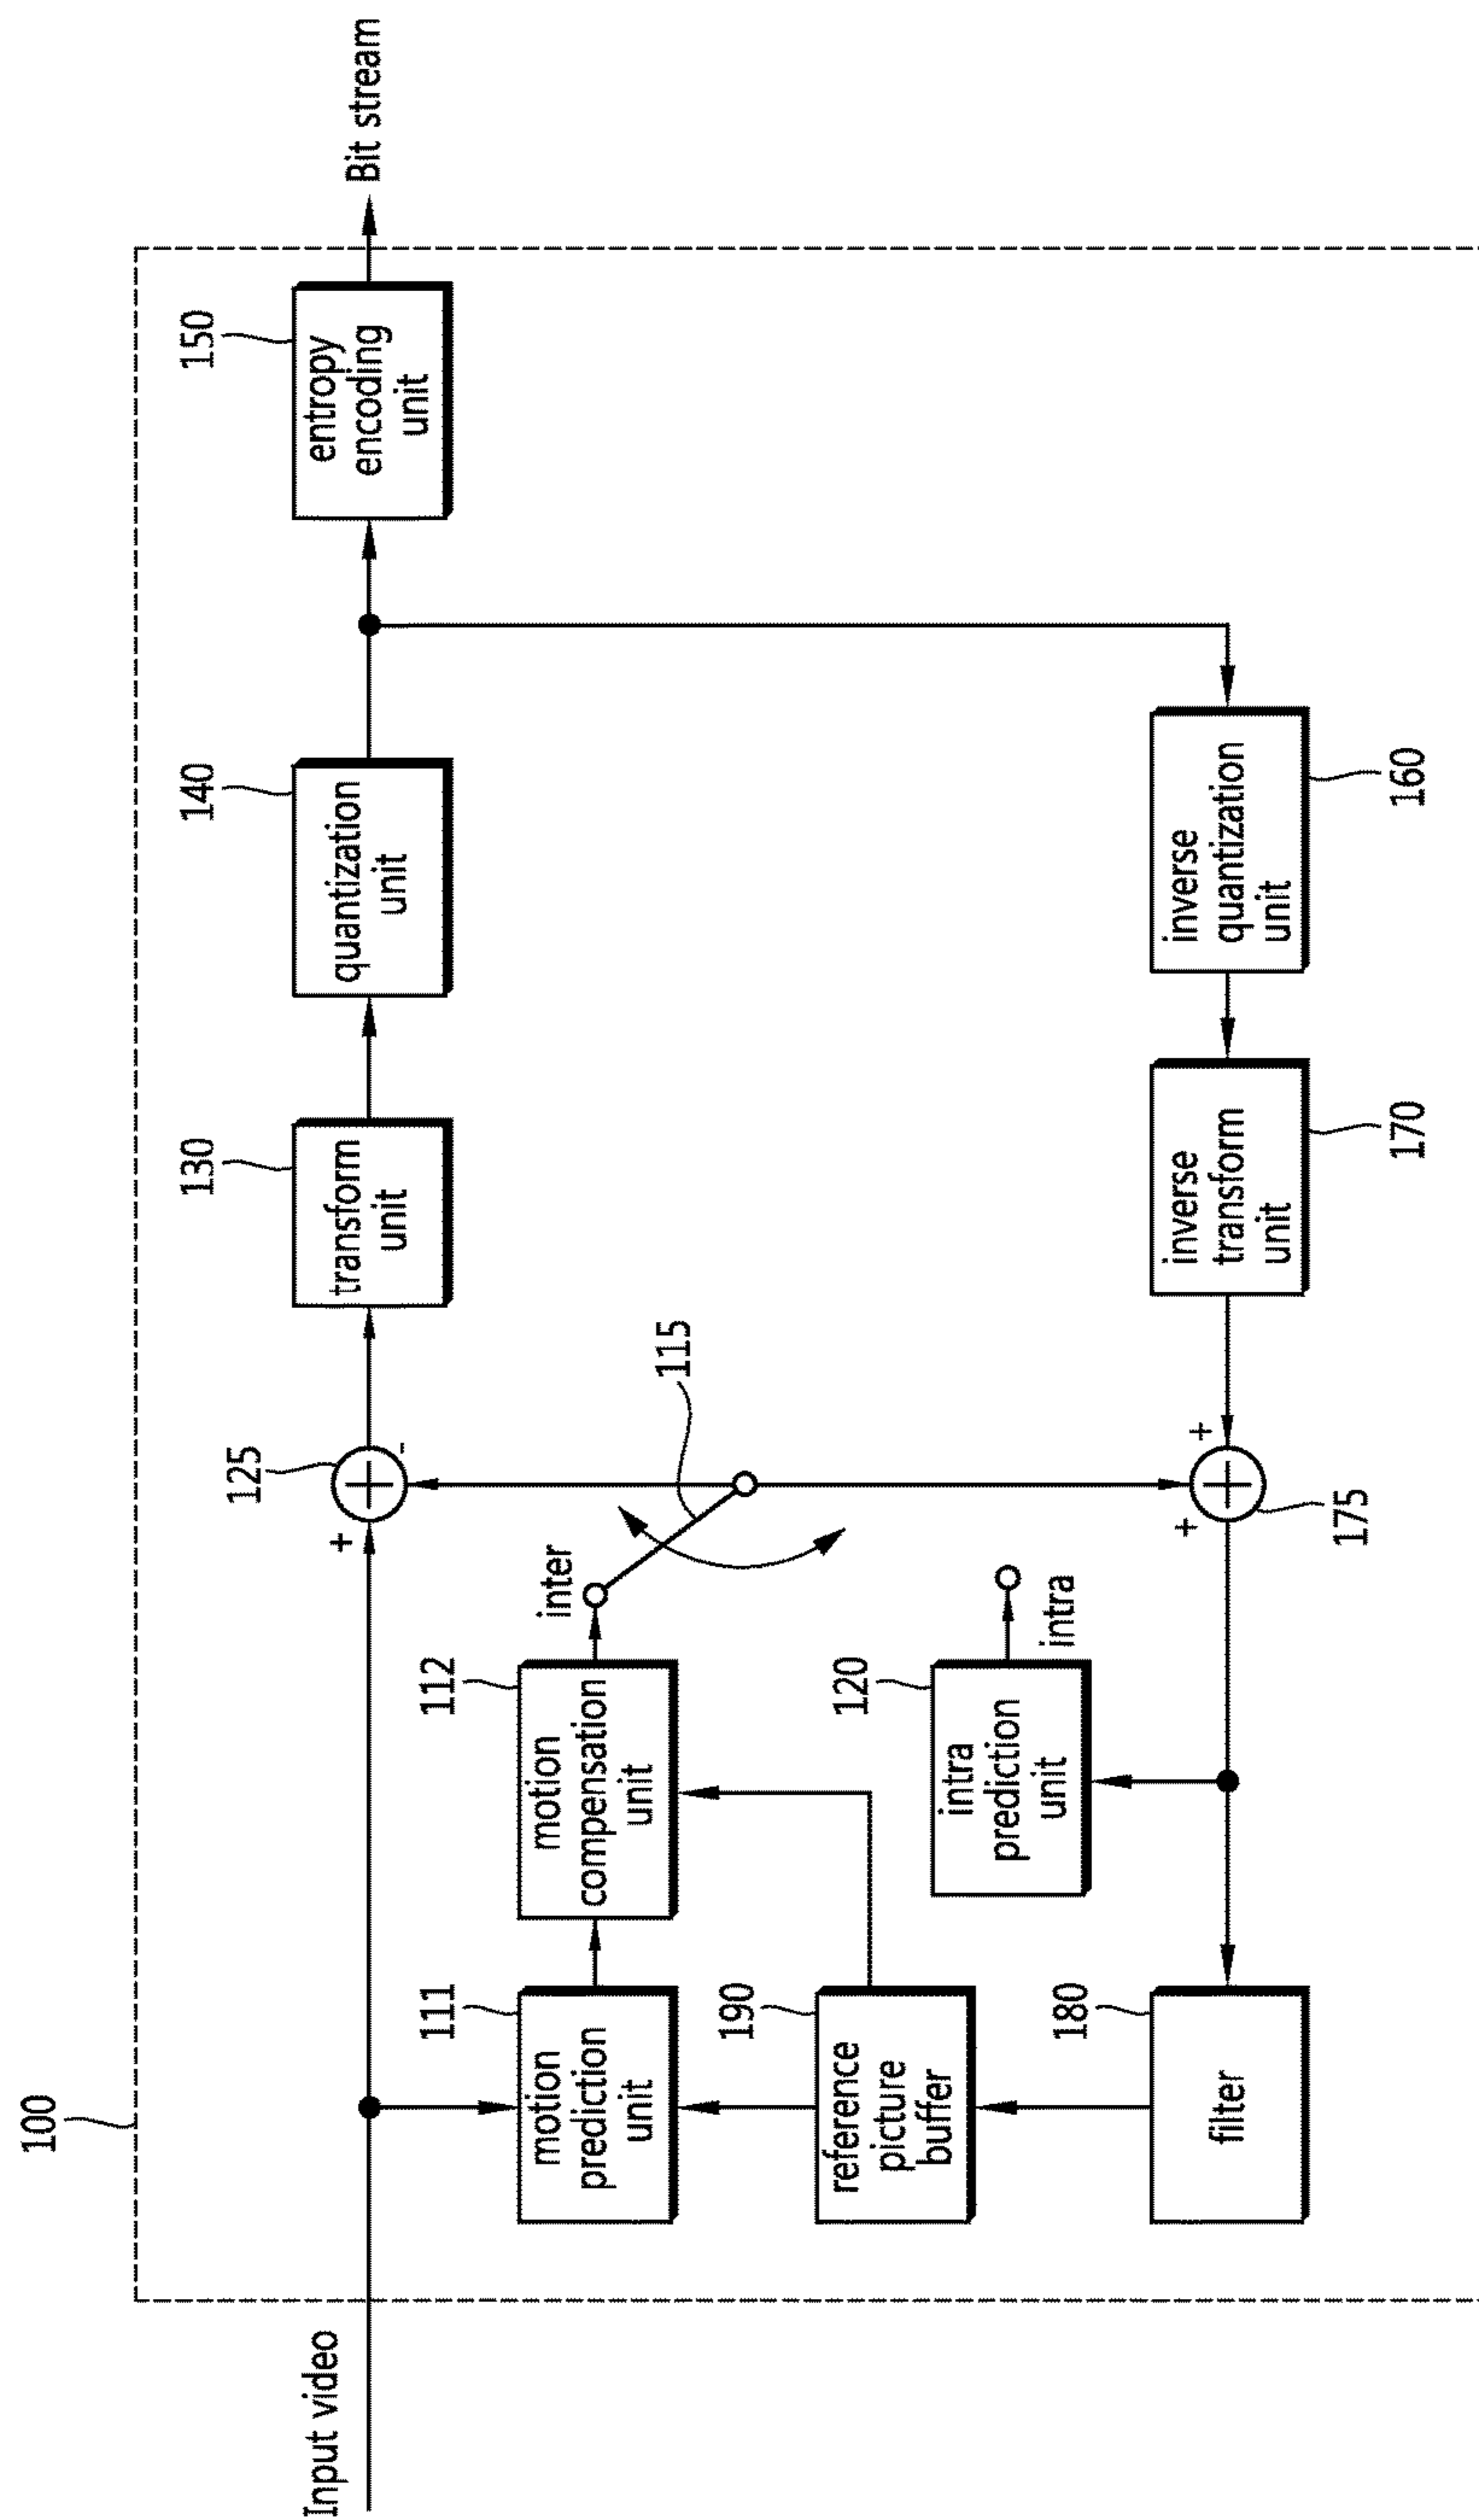 100
Input video
+
125
-
130
transform
unit
140
quantization
unit
150
entropy
encoding
unit
Bit stream
111
motion
prediction
unit
112
motion
compensation
unit
inter
115
190
reference
picture
buffer
120
intra
prediction
unit
intra
180
filter
+
+
175
inverse
transform
unit
170
inverse
quantization
unit
160